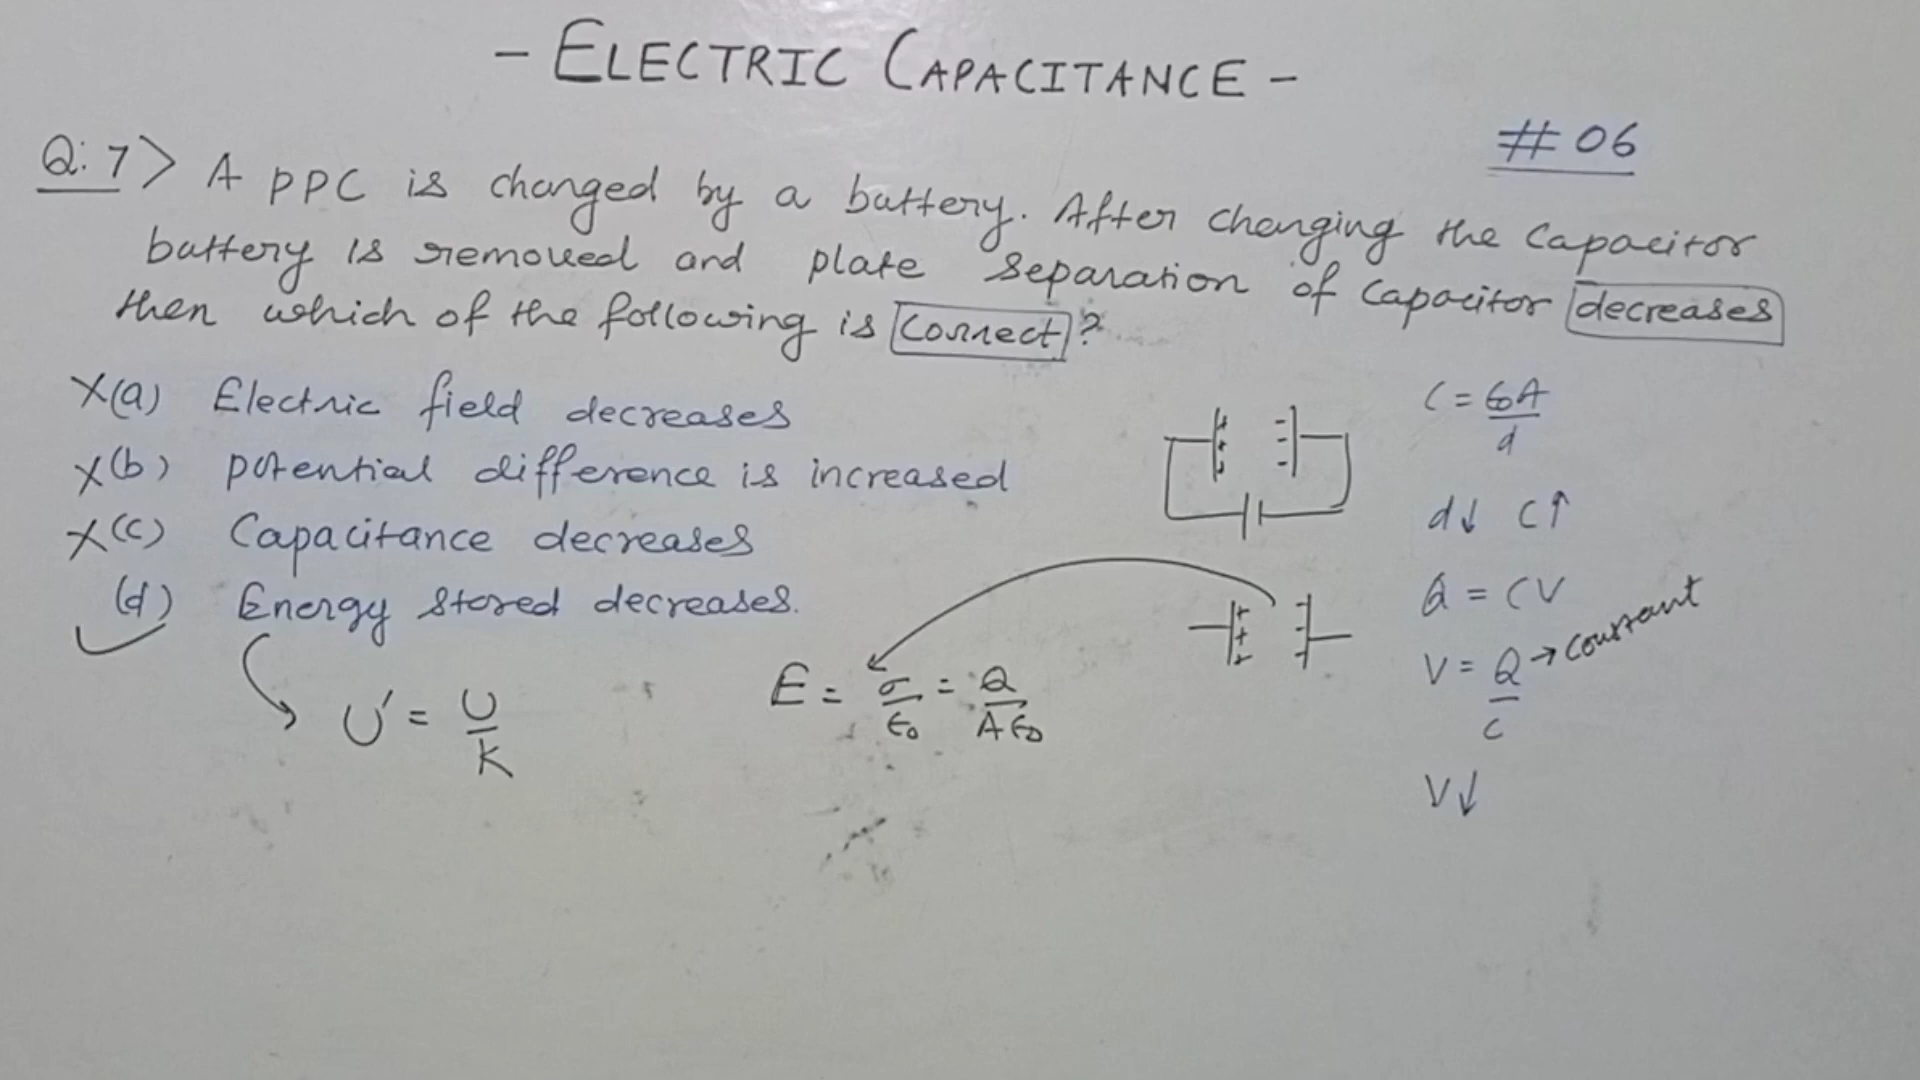 - ELECTRIC CAPACITANCE -
# 06
Q: 7> A PPC is charged by a battery. After charging the Capacitor
battery is removed and plate separation of capacitor decreases
then which of the following is correct?
X(a) Electric field decreases
X(b) potential difference is increased
X(c) Capacitance decreases
(d) Energy stored decreases.
U' = U/K
E = σ/ε₀ = Q/Aε₀
+ + +
- - -
+ + +
- - -
C = ε₀A/d
d↓ C↑
Q = CV
V = Q/C → constant
V↓